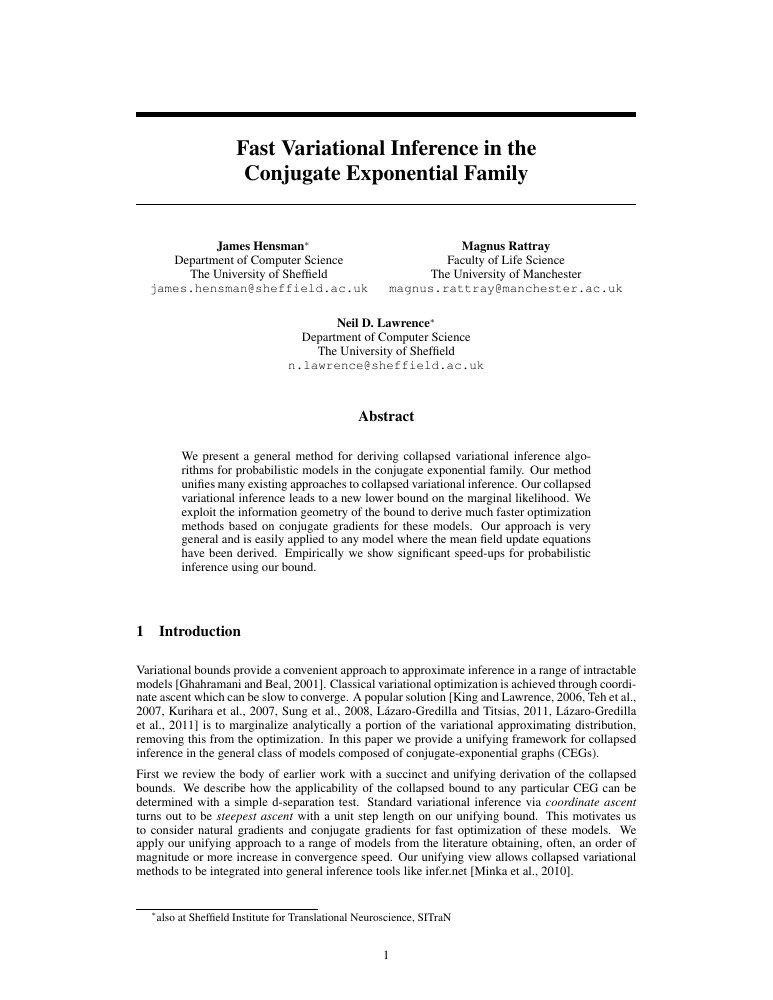 Fast Variational Inference in the
Conjugate Exponential Family
James Hensman*
Department of Computer Science
The University of Sheffield
james.hensman@sheffield.ac.uk
Magnus Rattray
Faculty of Life Science
The University of Manchester
magnus.rattray@manchester.ac.uk
Neil D. Lawrence*
Department of Computer Science
The University of Sheffield
n.lawrence@sheffield.ac.uk
Abstract
We present a general method for deriving collapsed variational inference algo-
rithms for probabilistic models in the conjugate exponential family. Our method
unifies many existing approaches to collapsed variational inference. Our collapsed
variational inference leads to a new lower bound on the marginal likelihood. We
exploit the information geometry of the bound to derive much faster optimization
methods based on conjugate gradients for these models. Our approach is very
general and is easily applied to any model where the mean field update equations
have been derived. Empirically we show significant speed-ups for probabilistic
inference using our bound.
1 Introduction
Variational bounds provide a convenient approach to approximate inference in a range of intractable
models [Ghahramani and Beal, 2001]. Classical variational optimization is achieved through coordi-
nate ascent which can be slow to converge. A popular solution [King and Lawrence, 2006, Teh et al.,
2007, Kurihara et al., 2007, Sung et al., 2008, Lázaro-Gredilla and Titsias, 2011, Lázaro-Gredilla
et al., 2011] is to marginalize analytically a portion of the variational approximating distribution,
removing this from the optimization. In this paper we provide a unifying framework for collapsed
inference in the general class of models composed of conjugate-exponential graphs (CEGs).
First we review the body of earlier work with a succinct and unifying derivation of the collapsed
bounds. We describe how the applicability of the collapsed bound to any particular CEG can be
determined with a simple d-separation test. Standard variational inference via coordinate ascent
turns out to be steepest ascent with a unit step length on our unifying bound. This motivates us
to consider natural gradients and conjugate gradients for fast optimization of these models. We
apply our unifying approach to a range of models from the literature obtaining, often, an order of
magnitude or more increase in convergence speed. Our unifying view allows collapsed variational
methods to be integrated into general inference tools like infer.net [Minka et al., 2010].
*also at Sheffield Institute for Translational Neuroscience, SITraN
1